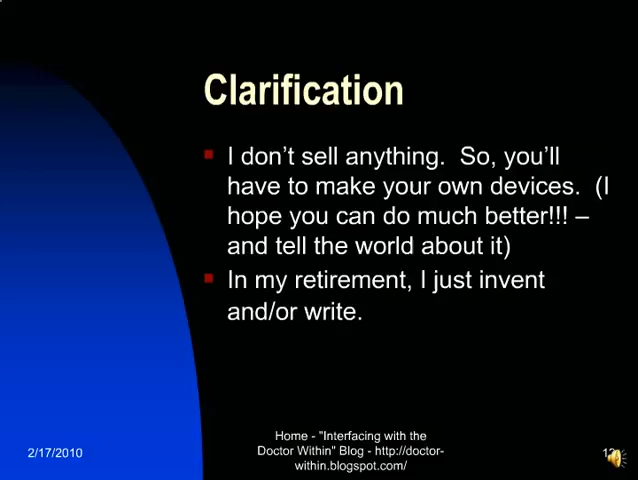 Clarification
I don't sell anything.  So, you'll
have to make your own devices.  (I
hope you can do much better!!! –
and tell the world about it)
In my retirement, I just invent
and/or write.
2/17/2010
Home - "Interfacing with the
Doctor Within" Blog - http://doctor-
within.blogspot.com/